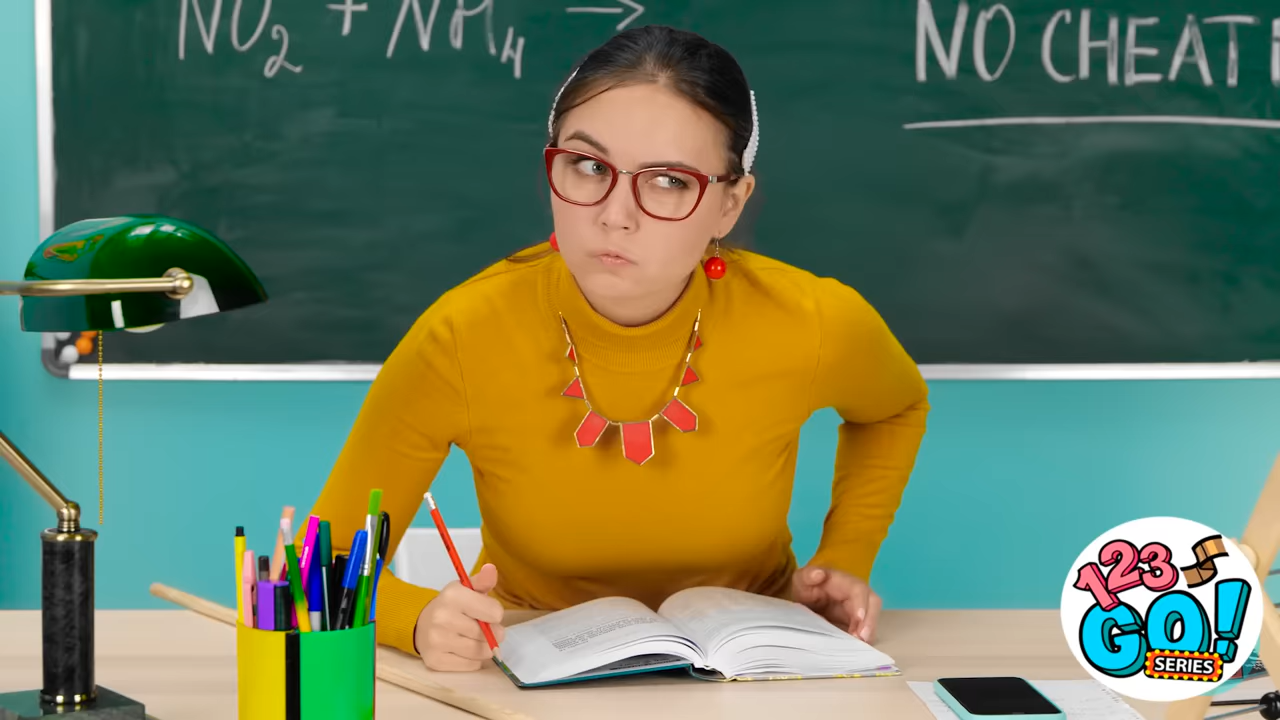 NO₂ + NH₄ →
NO CHEAT
123
GO!
SERIES